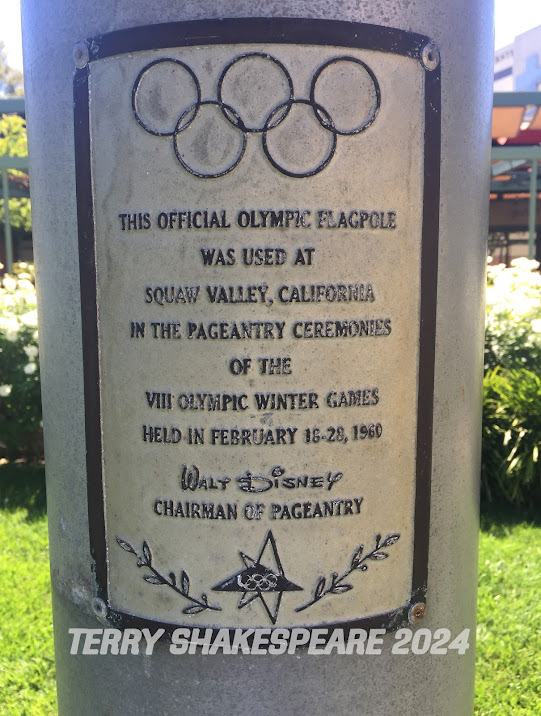 THIS OFFICIAL OLYMPIC FLAGPOLE
WAS USED AT
SQUAW VALLEY, CALIFORNIA
IN THE PAGEANTRY CEREMONIES
OF THE
VIII OLYMPIC WINTER GAMES
HELD IN FEBRUARY 18-28, 1960
WALT DISNEY
CHAIRMAN OF PAGEANTRY
TERRY SHAKESPEARE 2024